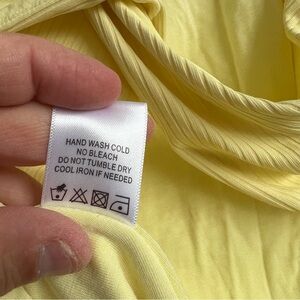 HAND WASH COLD
NO BLEACH
DO NOT TUMBLE DRY
COOL IRON IF NEEDED